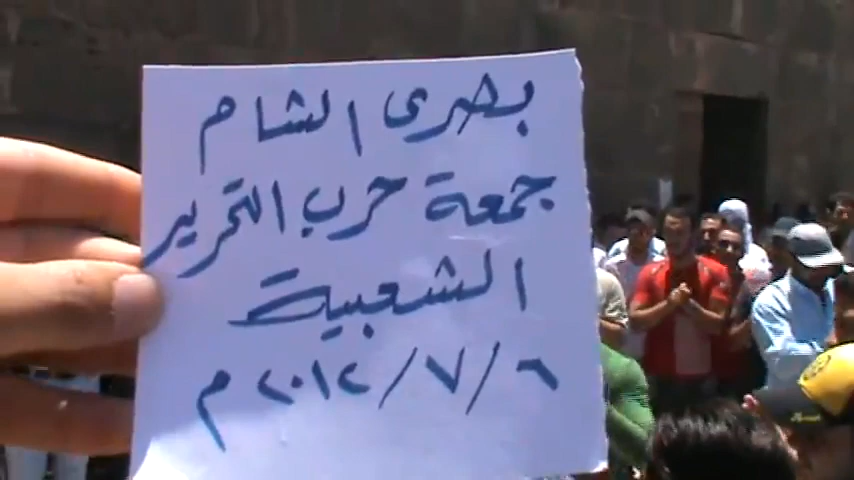 بصرى الشام
جمعة حرب التحرير
الشعبية
٦/٧/٢٠١٢م